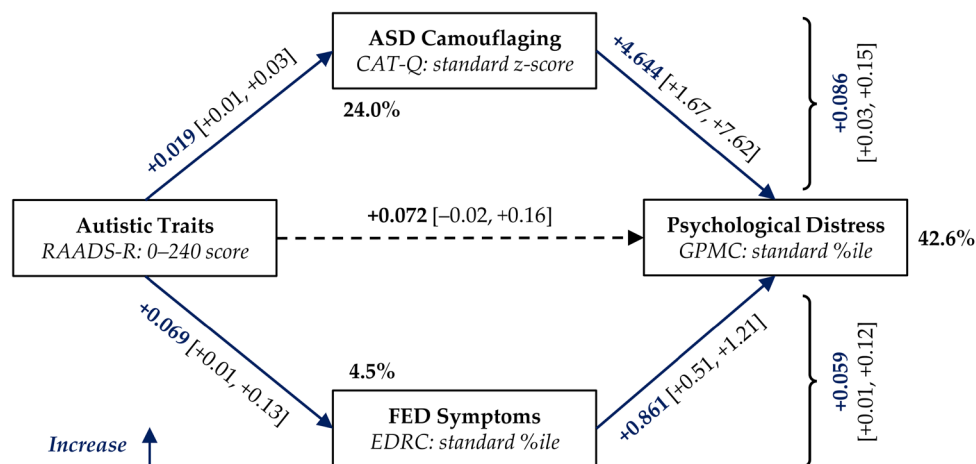 ASD Camouflaging
CAT-Q: standard z-score
24.0%
+0.019 [+0.01, +0.03]
+4.644 [+1.67, +7.62]
+0.086
[+0.03, +0.15]
Autistic Traits
RAADS-R: 0–240 score
+0.072 [–0.02, +0.16]
Psychological Distress
GPMC: standard %ile
42.6%
+0.069 [+0.01, +0.13]
4.5%
FED Symptoms
EDRC: standard %ile
+0.861 [+0.51, +1.21]
+0.059
[+0.01, +0.12]
Increase